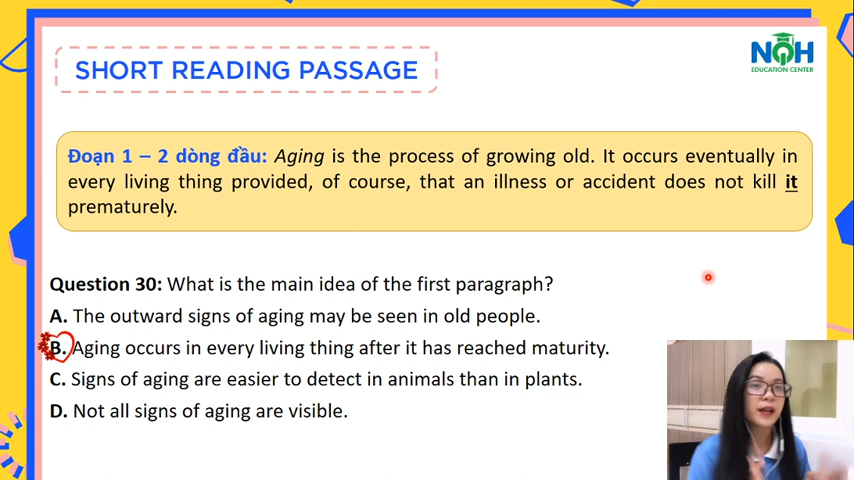 SHORT READING PASSAGE
NQH
EDUCATION CENTER
Đoạn 1 – 2 dòng đầu: Aging is the process of growing old. It occurs eventually in
every living thing provided, of course, that an illness or accident does not kill it
prematurely.
Question 30: What is the main idea of the first paragraph?
A. The outward signs of aging may be seen in old people.
B. Aging occurs in every living thing after it has reached maturity.
C. Signs of aging are easier to detect in animals than in plants.
D. Not all signs of aging are visible.